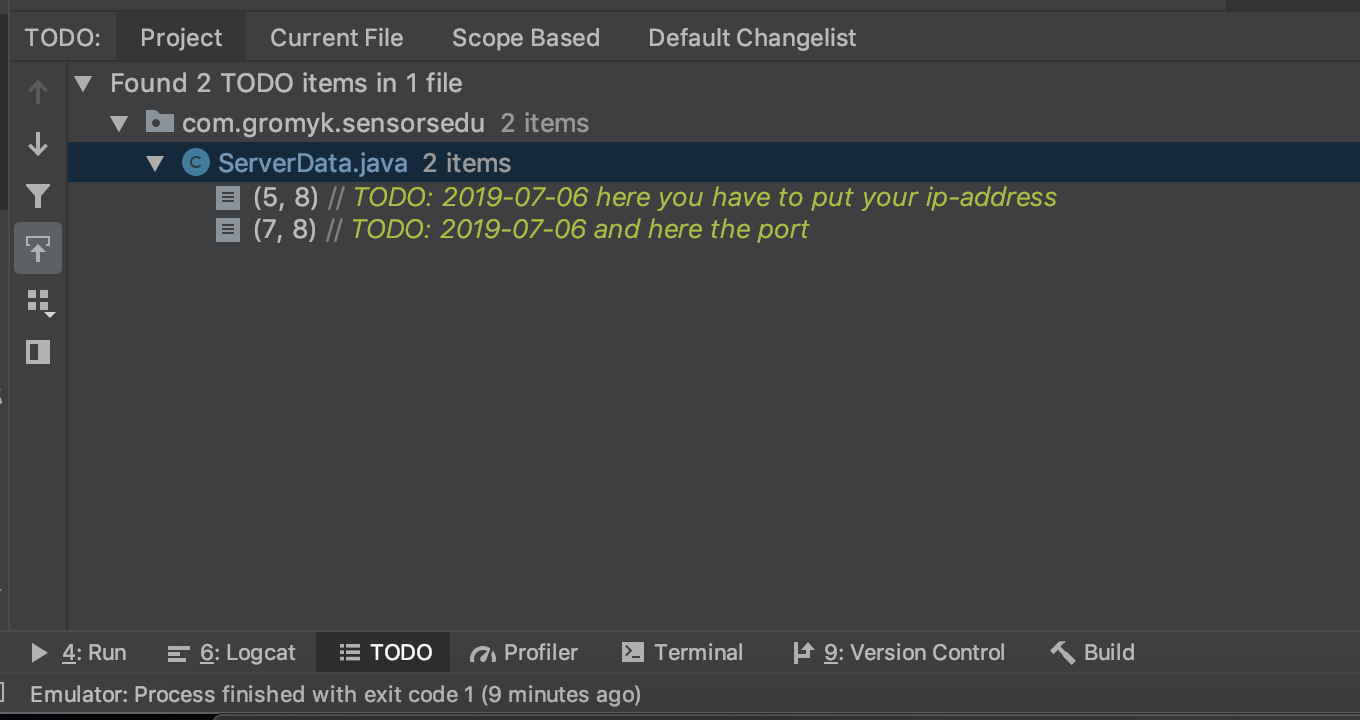 TODO: Project Current File Scope Based Default Changelist
Found 2 TODO items in 1 file
com.gromyk.sensorsedu 2 items
C ServerData.java 2 items
(5, 8) // TODO: 2019-07-06 here you have to put your ip-address
(7, 8) // TODO: 2019-07-06 and here the port
4: Run 6: Logcat TODO Profiler Terminal 9: Version Control Build
Emulator: Process finished with exit code 1 (9 minutes ago)